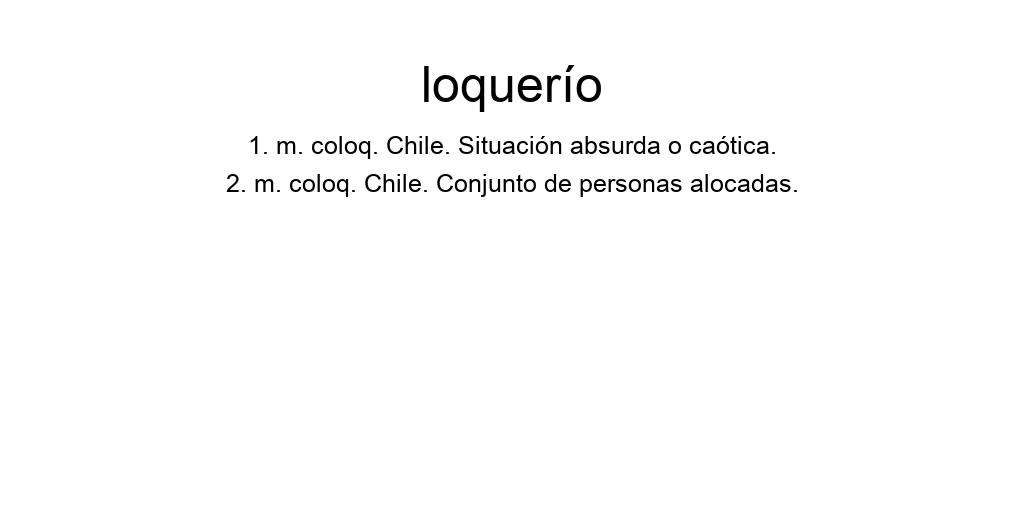 loquerío
1. m. coloq. Chile. Situación absurda o caótica.
2. m. coloq. Chile. Conjunto de personas alocadas.